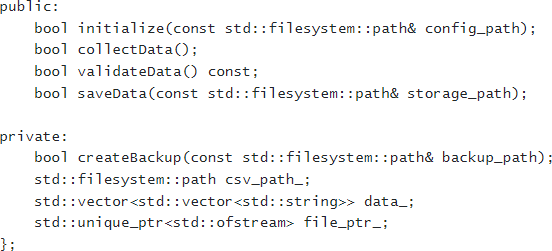 public:
    bool initialize(const std::filesystem::path& config_path);
    bool collectData();
    bool validateData() const;
    bool saveData(const std::filesystem::path& storage_path);
private:
    bool createBackup(const std::filesystem::path& backup_path);
    std::filesystem::path csv_path_;
    std::vector<std::vector<std::string>> data_;
    std::unique_ptr<std::ofstream> file_ptr_;
};